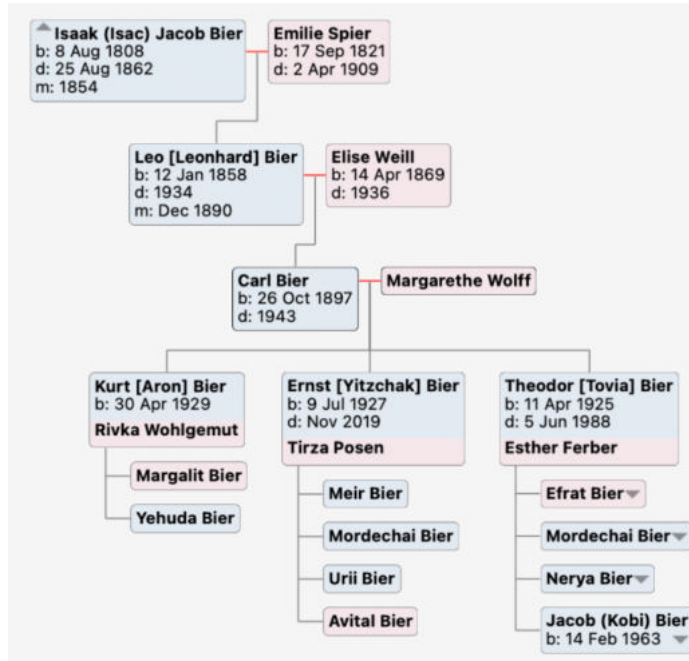 Isaak (Isac) Jacob Bier
b: 8 Aug 1808
d: 25 Aug 1862
m: 1854
Emilie Spier
b: 17 Sep 1821
d: 2 Apr 1909
Leo [Leonhard] Bier
b: 12 Jan 1858
d: 1934
m: Dec 1890
Elise Weill
b: 14 Apr 1869
d: 1936
Carl Bier
b: 26 Oct 1897
d: 1943
Margarethe Wolff
Kurt [Aron] Bier
b: 30 Apr 1929
Rivka Wohlgemut
Margalit Bier
Yehuda Bier
Ernst [Yitzchak] Bier
b: 9 Jul 1927
d: Nov 2019
Tirza Posen
Meir Bier
Mordechai Bier
Urii Bier
Avital Bier
Theodor [Tovia] Bier
b: 11 Apr 1925
d: 5 Jun 1988
Esther Ferber
Efrat Bier
Mordechai Bier
Nerya Bier
Jacob (Kobi) Bier
b: 14 Feb 1963